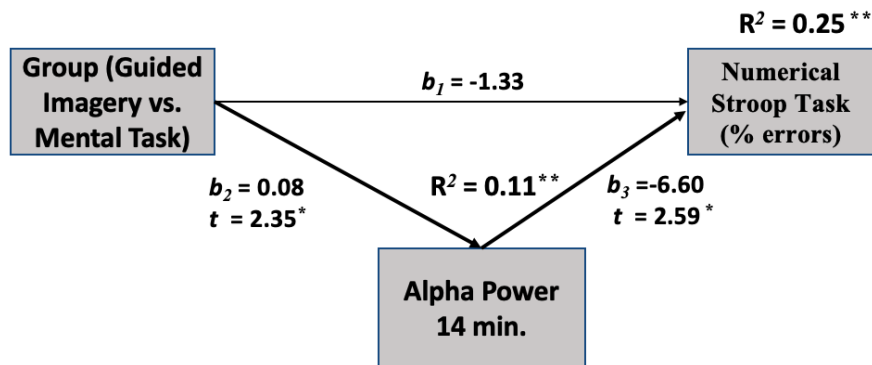 R² = 0.25 **
Group (Guided
Imagery vs.
Mental Task)
b₁ = -1.33
Numerical
Stroop Task
(% errors)
b₂ = 0.08
t = 2.35*
R² = 0.11**
b₃ =-6.60
t = 2.59 *
Alpha Power
14 min.